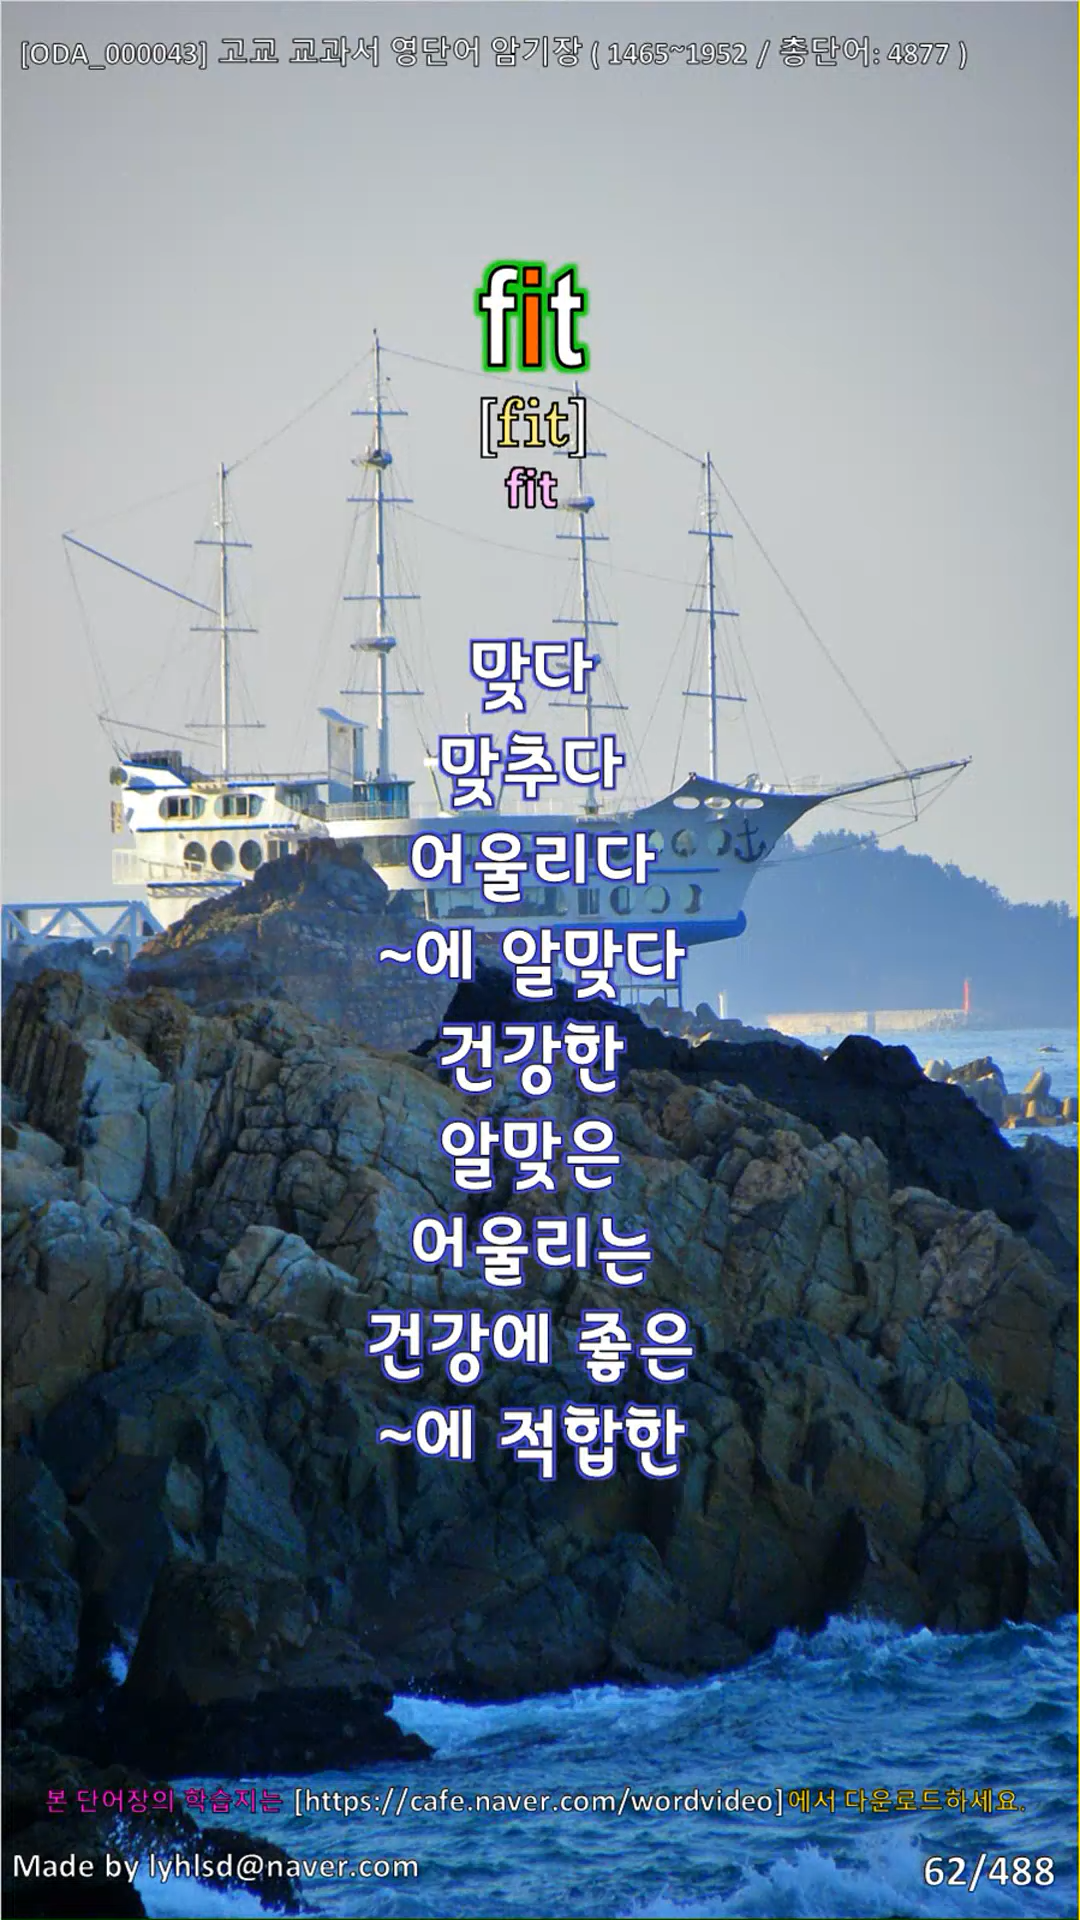 [ODA_000043] 고교 교과서 영단어 암기장 ( 1465~1952 / 총단어: 4877 )
fit
[fit]
fit
맞다
맞추다
어울리다
~에 알맞다
건강한
알맞은
어울리는
건강에 좋은
~에 적합한
본 단어장의 학습지는 [https://cafe.naver.com/wordvideo]에서 다운로드하세요.
Made by lyhlsd@naver.com
62/488